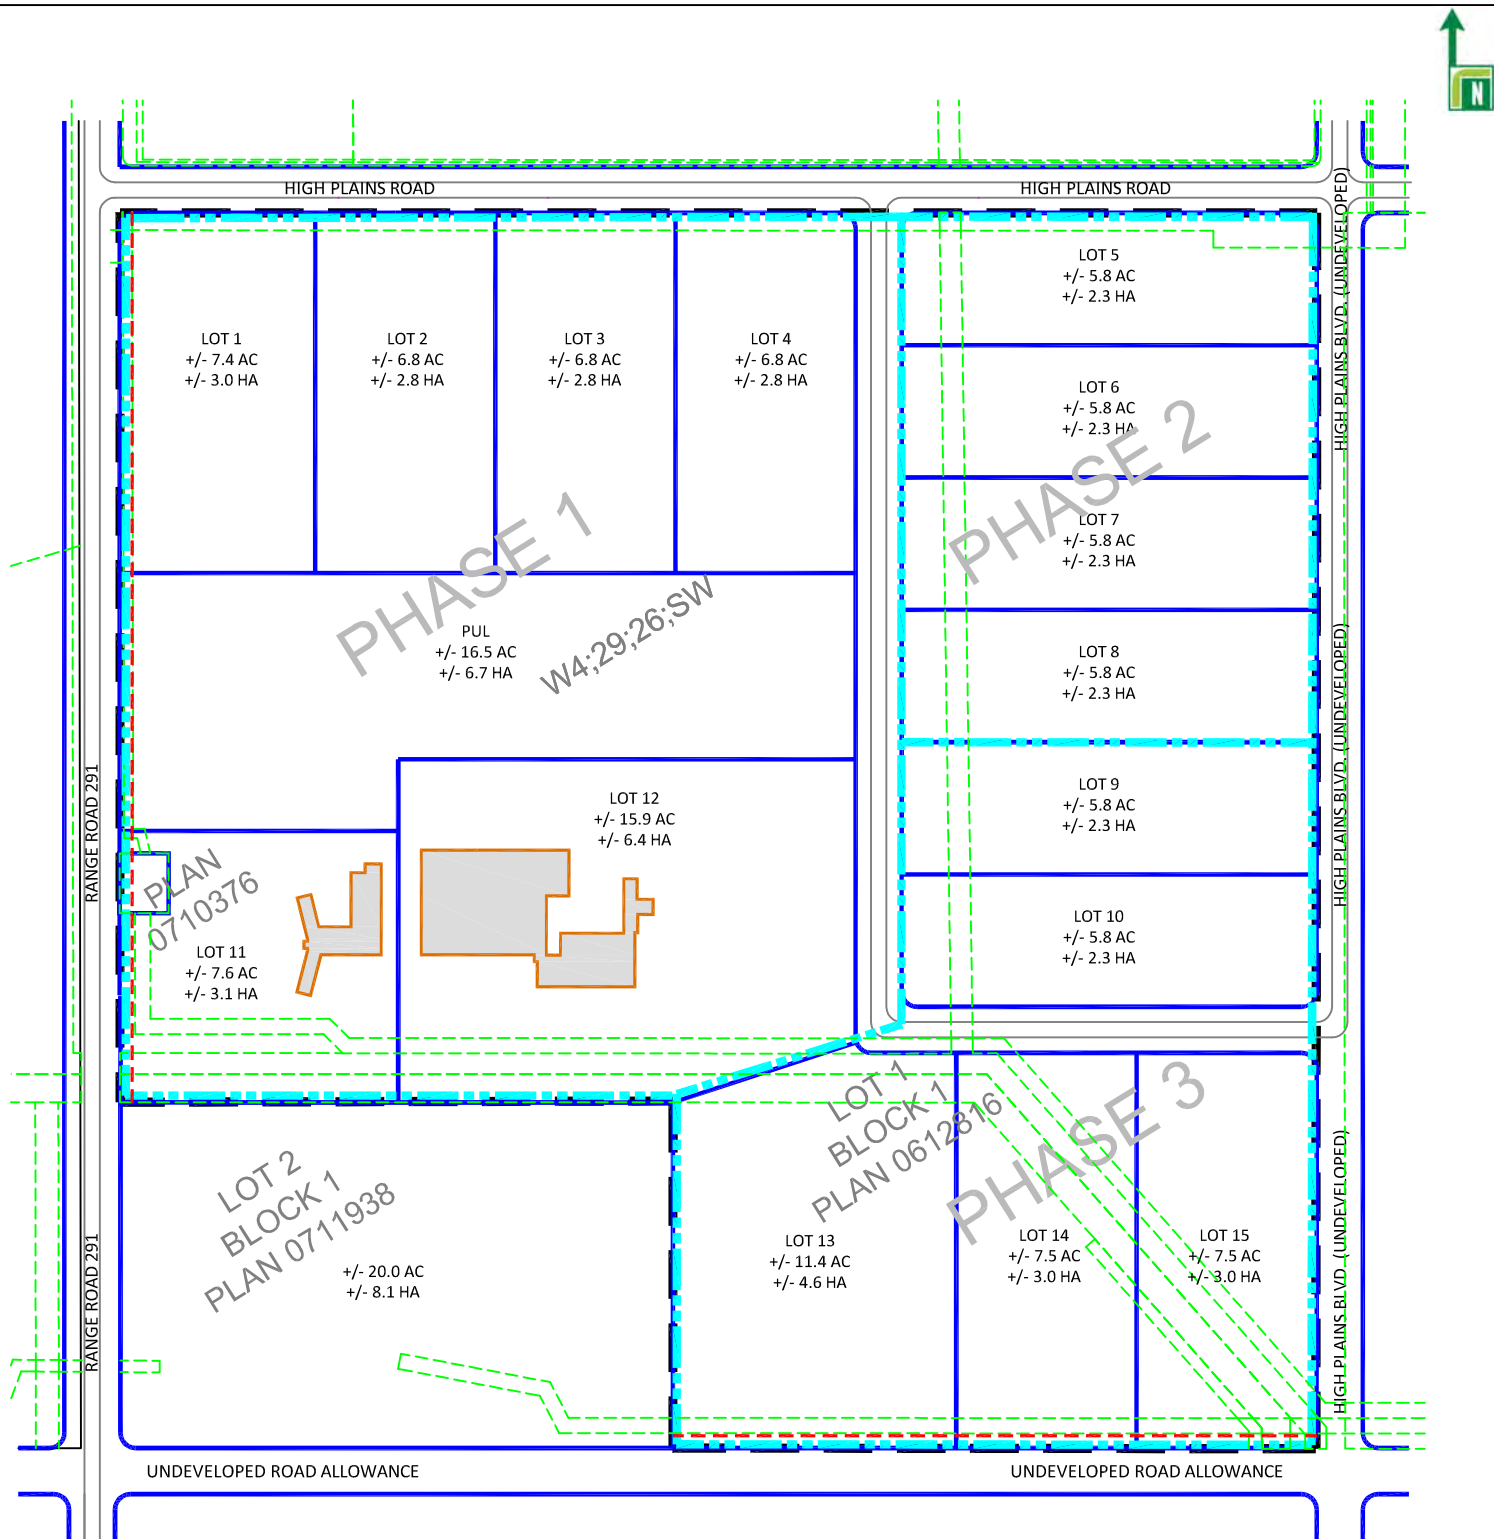 N
HIGH PLAINS ROAD
HIGH PLAINS ROAD
LOT 1
+/- 7.4 AC
+/- 3.0 HA
LOT 2
+/- 6.8 AC
+/- 2.8 HA
LOT 3
+/- 6.8 AC
+/- 2.8 HA
LOT 4
+/- 6.8 AC
+/- 2.8 HA
LOT 5
+/- 5.8 AC
+/- 2.3 HA
HIGH PLAINS BLVD. (UNDEVELOPED)
LOT 6
+/- 5.8 AC
+/- 2.3 HA
PHASE 2
LOT 7
+/- 5.8 AC
+/- 2.3 HA
PHASE 1
W4;29;26;SW
PUL
+/- 16.5 AC
+/- 6.7 HA
LOT 8
+/- 5.8 AC
+/- 2.3 HA
HIGH PLAINS BLVD. (UNDEVELOPED)
RANGE ROAD 291
LOT 12
+/- 15.9 AC
+/- 6.4 HA
LOT 9
+/- 5.8 AC
+/- 2.3 HA
PLAN
0710376
LOT 11
+/- 7.6 AC
+/- 3.1 HA
LOT 10
+/- 5.8 AC
+/- 2.3 HA
LOT 1
BLOCK 1
PLAN 0612816
PHASE 3
LOT 2
BLOCK 1
PLAN 0711938
+/- 20.0 AC
+/- 8.1 HA
LOT 13
+/- 11.4 AC
+/- 4.6 HA
LOT 14
+/- 7.5 AC
+/- 3.0 HA
LOT 15
+/- 7.5 AC
+/- 3.0 HA
RANGE ROAD 291
HIGH PLAINS BLVD. (UNDEVELOPED)
UNDEVELOPED ROAD ALLOWANCE
UNDEVELOPED ROAD ALLOWANCE